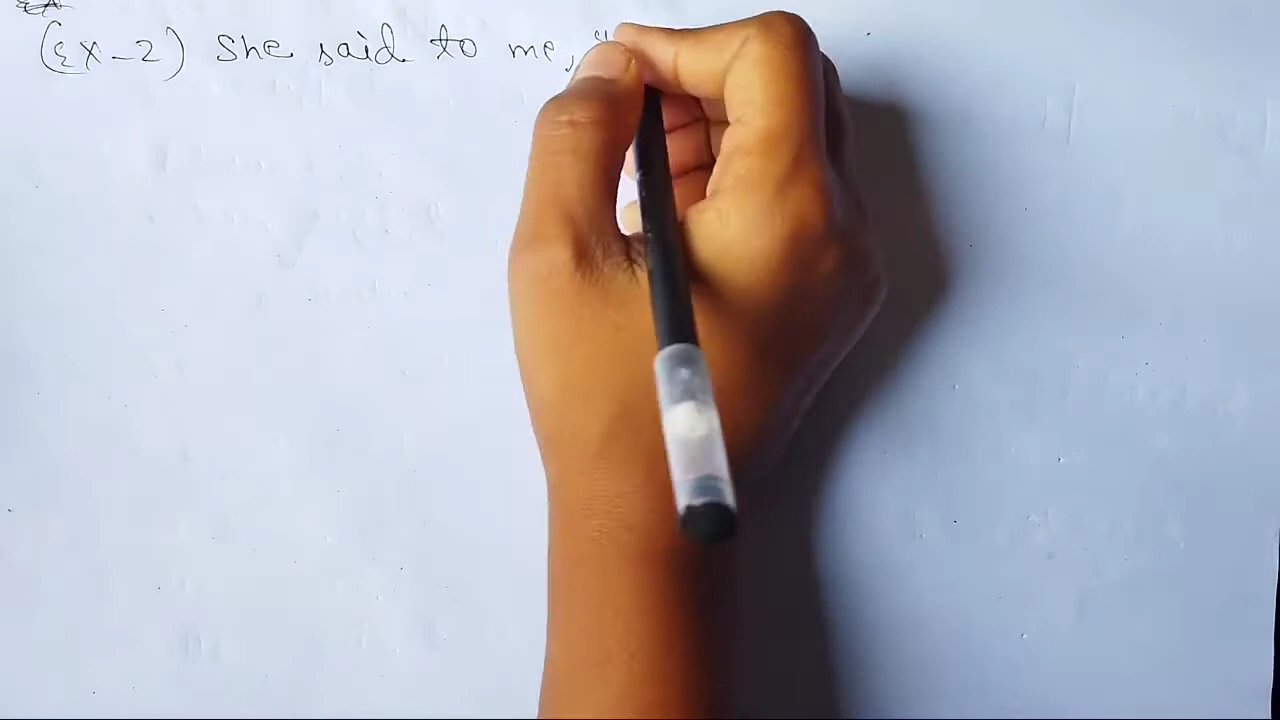 (Ex-2) She said to me, "